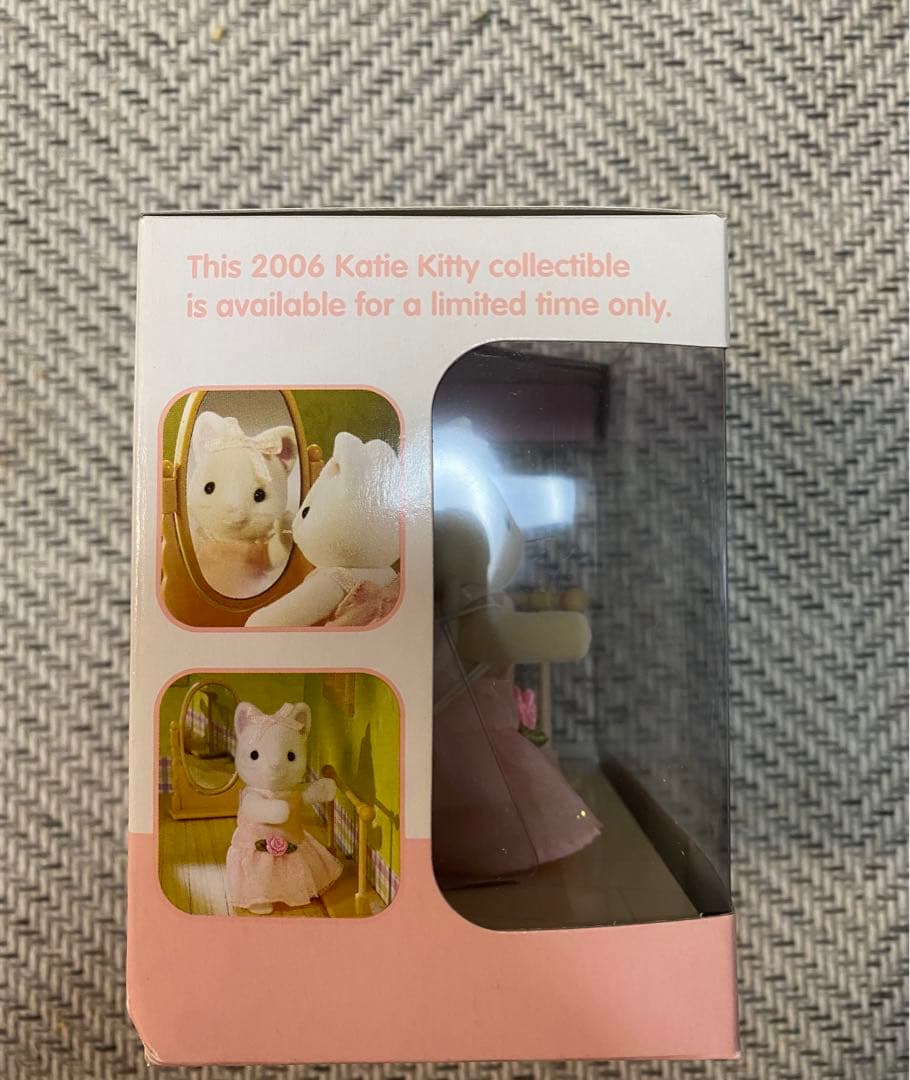 This 2006 Katie Kitty collectible
is available for a limited time only.